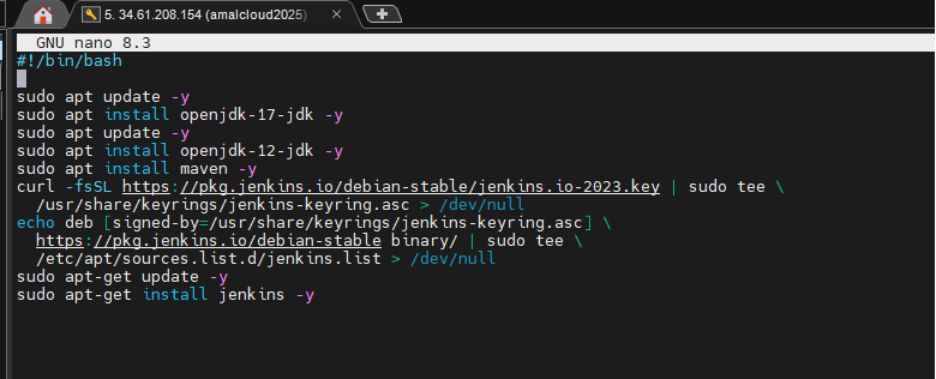 5. 34.61.208.154 (amalcloud2025)
GNU nano 8.3
#!/bin/bash
sudo apt update -y
sudo apt install openjdk-17-jdk -y
sudo apt update -y
sudo apt install openjdk-12-jdk -y
sudo apt install maven -y
curl -fsSL https://pkg.jenkins.io/debian-stable/jenkins.io-2023.key | sudo tee \
/usr/share/keyrings/jenkins-keyring.asc > /dev/null
echo deb [signed-by=/usr/share/keyrings/jenkins-keyring.asc] \
https://pkg.jenkins.io/debian-stable binary/ | sudo tee \
/etc/apt/sources.list.d/jenkins.list > /dev/null
sudo apt-get update -y
sudo apt-get install jenkins -y